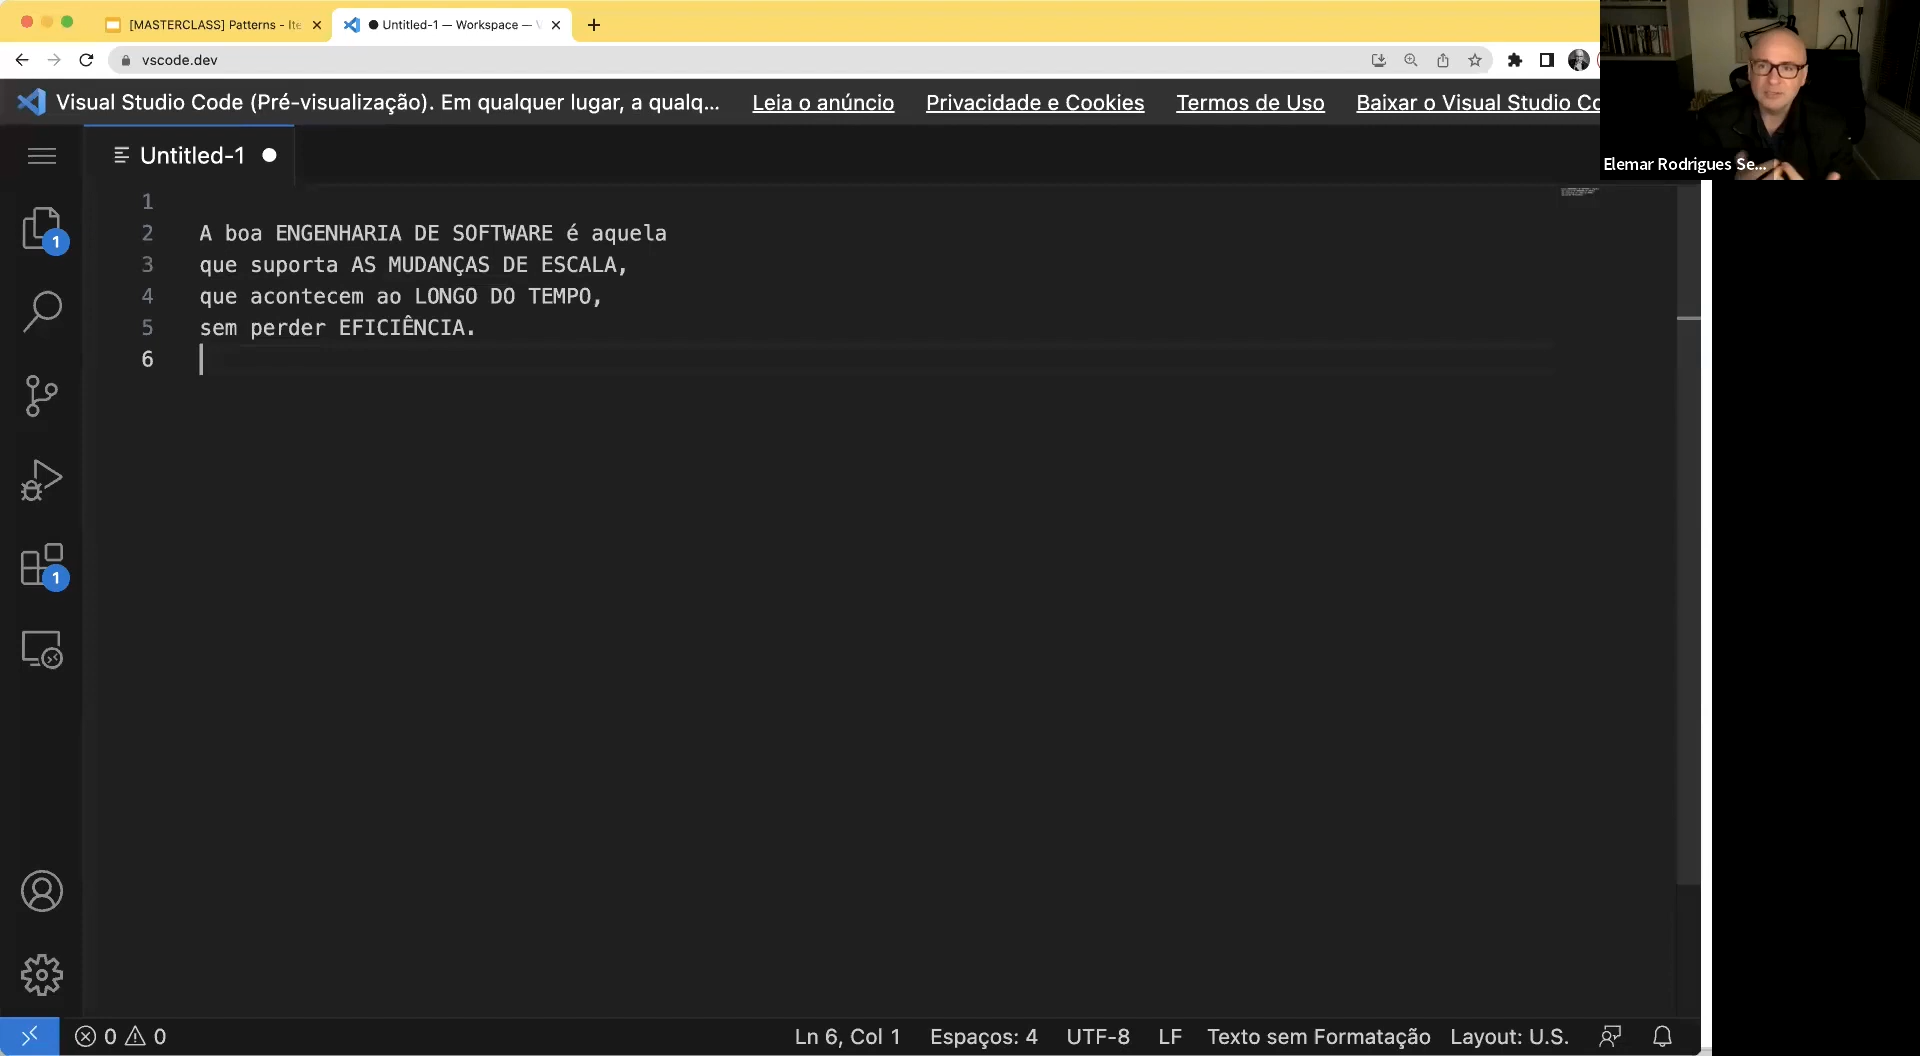 [MASTERCLASS] Patterns - Ite
Untitled-1 — Workspace —
vscode.dev
Visual Studio Code (Pré-visualização). Em qualquer lugar, a qualq...
Leia o anúncio
Privacidade e Cookies
Termos de Uso
Baixar o Visual Studio Co
Elemar Rodrigues Se...
Untitled-1
1
2 A boa ENGENHARIA DE SOFTWARE é aquela
3 que suporta AS MUDANÇAS DE ESCALA,
4 que acontecem ao LONGO DO TEMPO,
5 sem perder EFICIÊNCIA.
6
1
1
0 0
Ln 6, Col 1
Espaços: 4
UTF-8
LF
Texto sem Formatação
Layout: U.S.